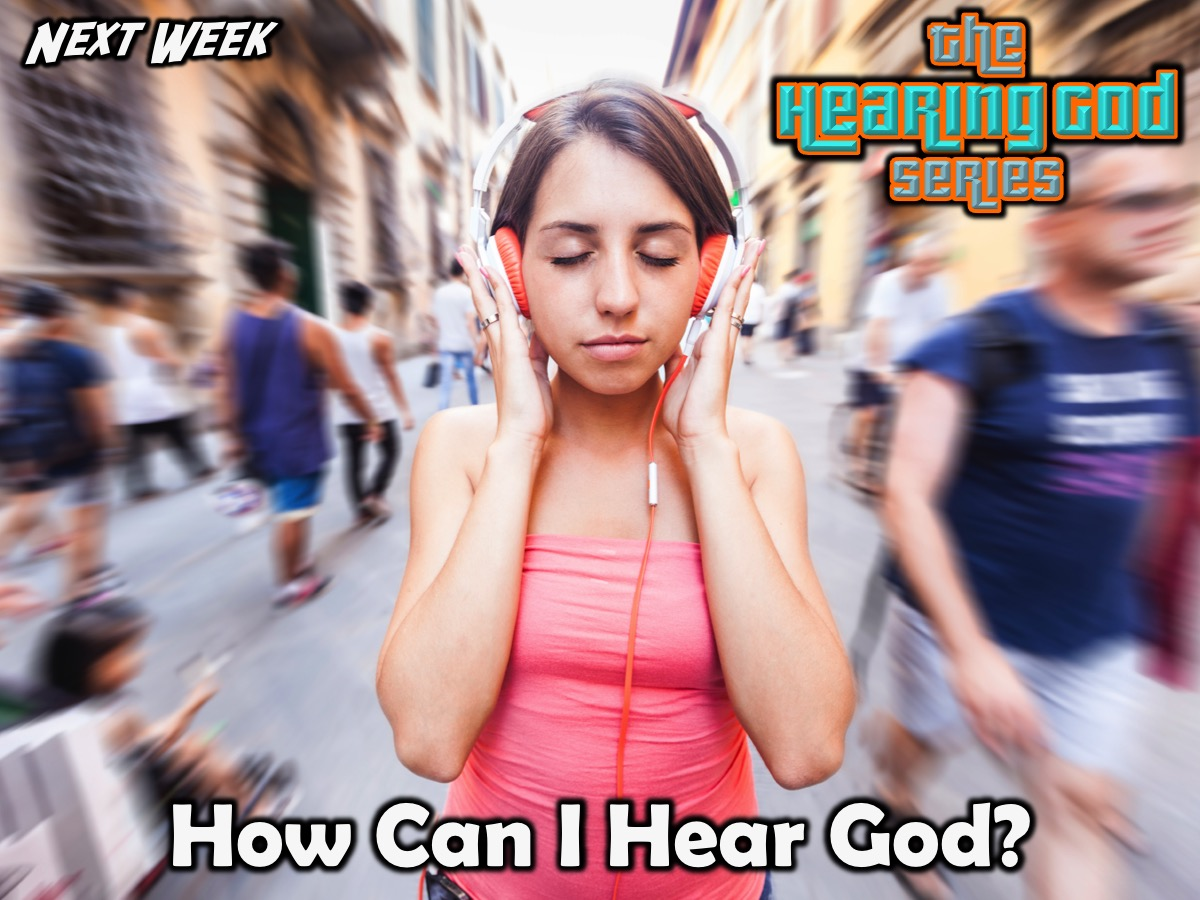 Next Week
The
Hearing God
Series
How Can I Hear God?